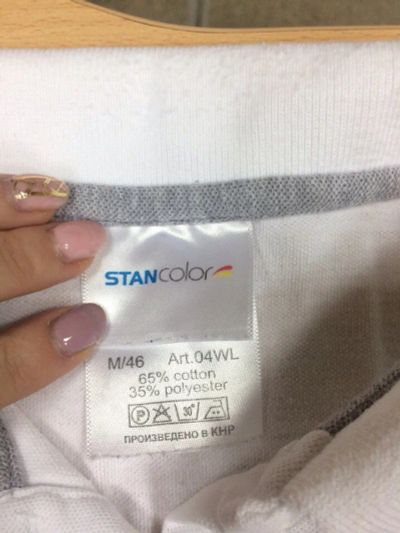 STANcolor
M/46 Art.04WL
65% cotton
35% polyester
P 30°
ПРОИЗВЕДЕНО В КНР